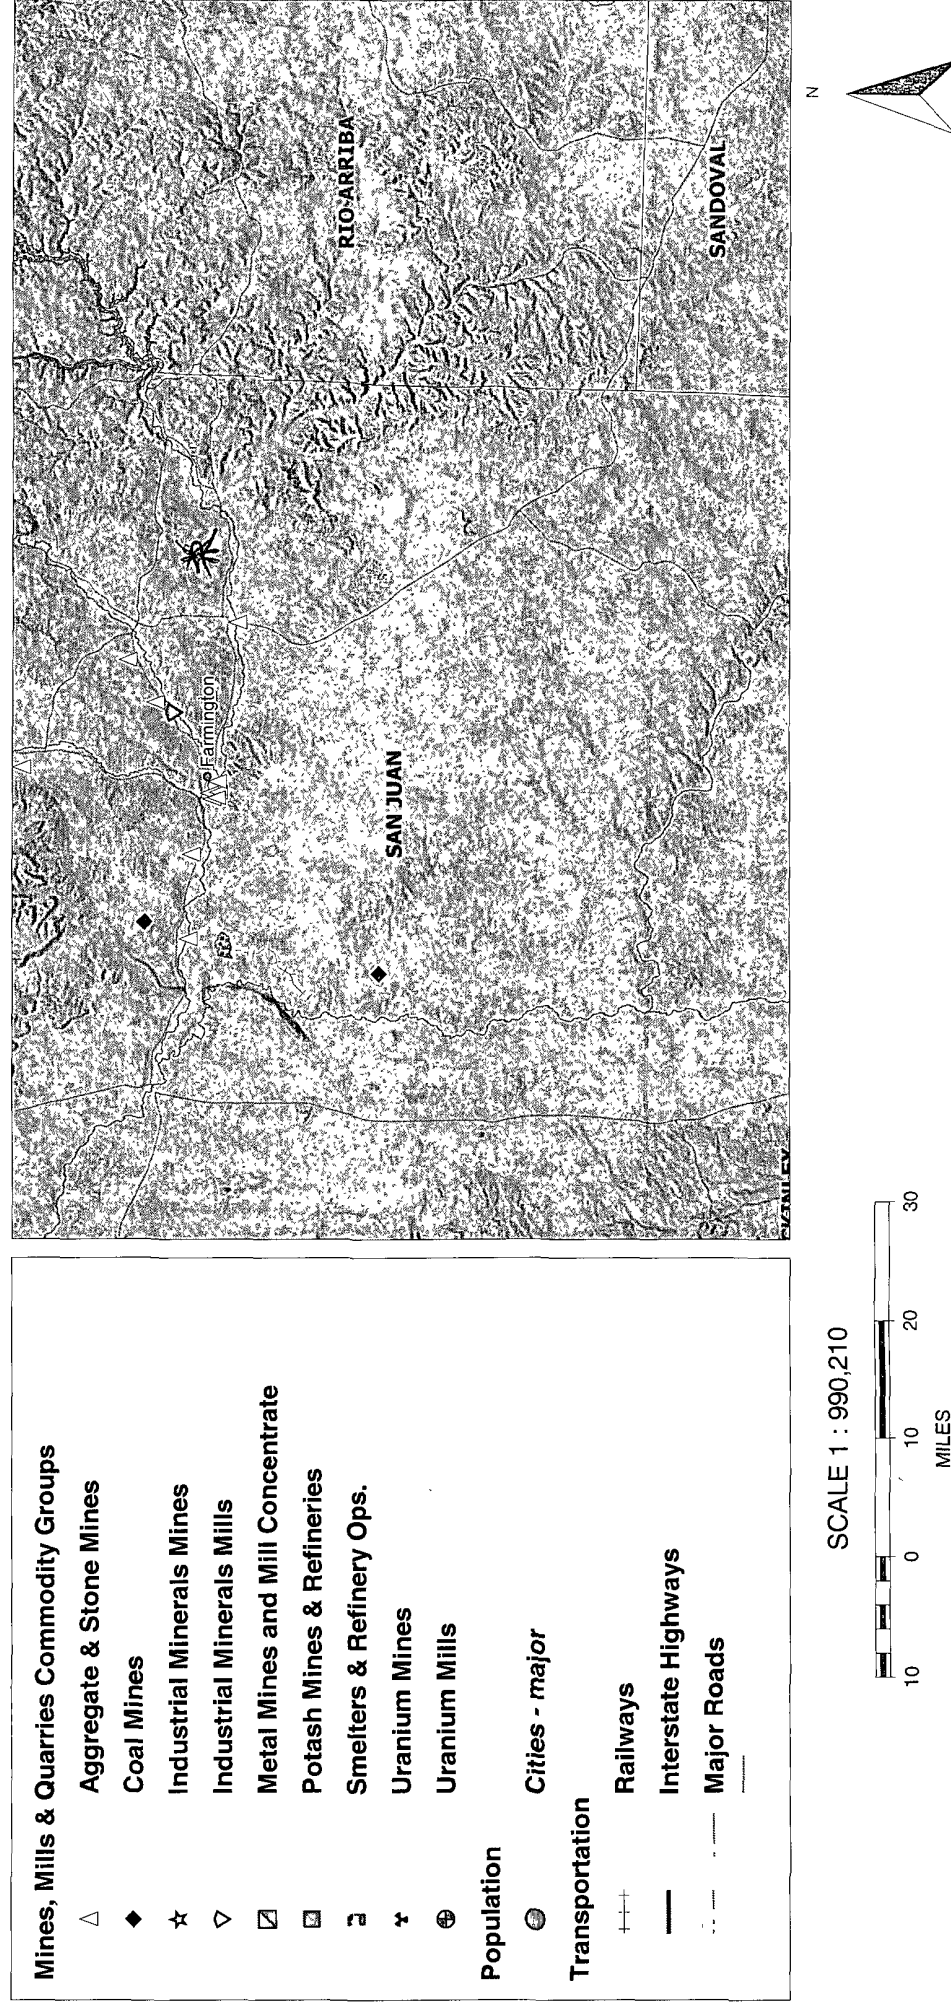 Mines, Mills & Quarries Commodity Groups
Aggregate & Stone Mines
Coal Mines
Industrial Minerals Mines
Industrial Minerals Mills
Metal Mines and Mill Concentrate
Potash Mines & Refineries
Smelters & Refinery Ops.
Uranium Mines
Uranium Mills
Population
Cities - major
Transportation
Railways
Interstate Highways
Major Roads
Farmington
SAN JUAN
RIO ARRIBA
SANDOVAL
SCALE 1 : 990,210
10 0 10 20 30
MILES
N